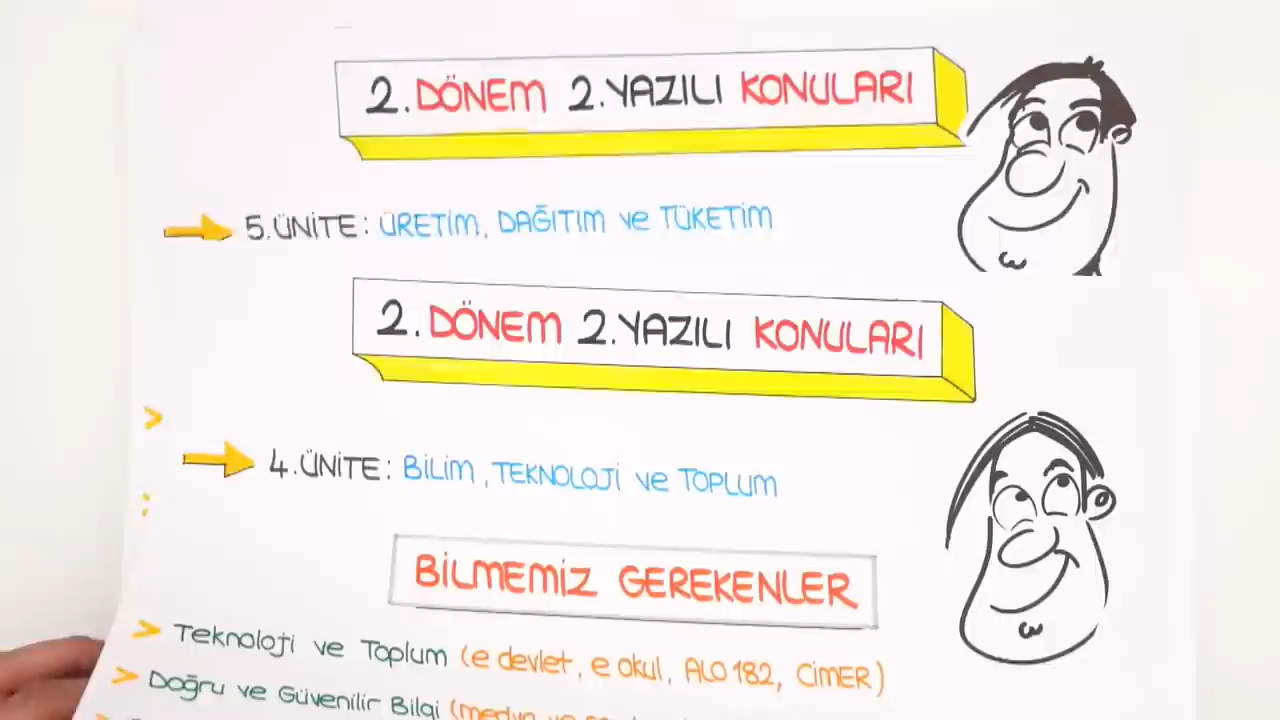 2. DÖNEM 2. YAZILI KONULARI
5. ÜNİTE: ÜRETİM, DAĞITIM ve TÜKETİM
2. DÖNEM 2. YAZILI KONULARI
4. ÜNİTE: BİLİM, TEKNOLOJİ ve TOPLUM
BİLMEMİZ GEREKENLER
Teknoloji ve Toplum (e devlet, e okul, ALO 182, CİMER)
Doğru ve Güvenilir Bilgi (medya ve